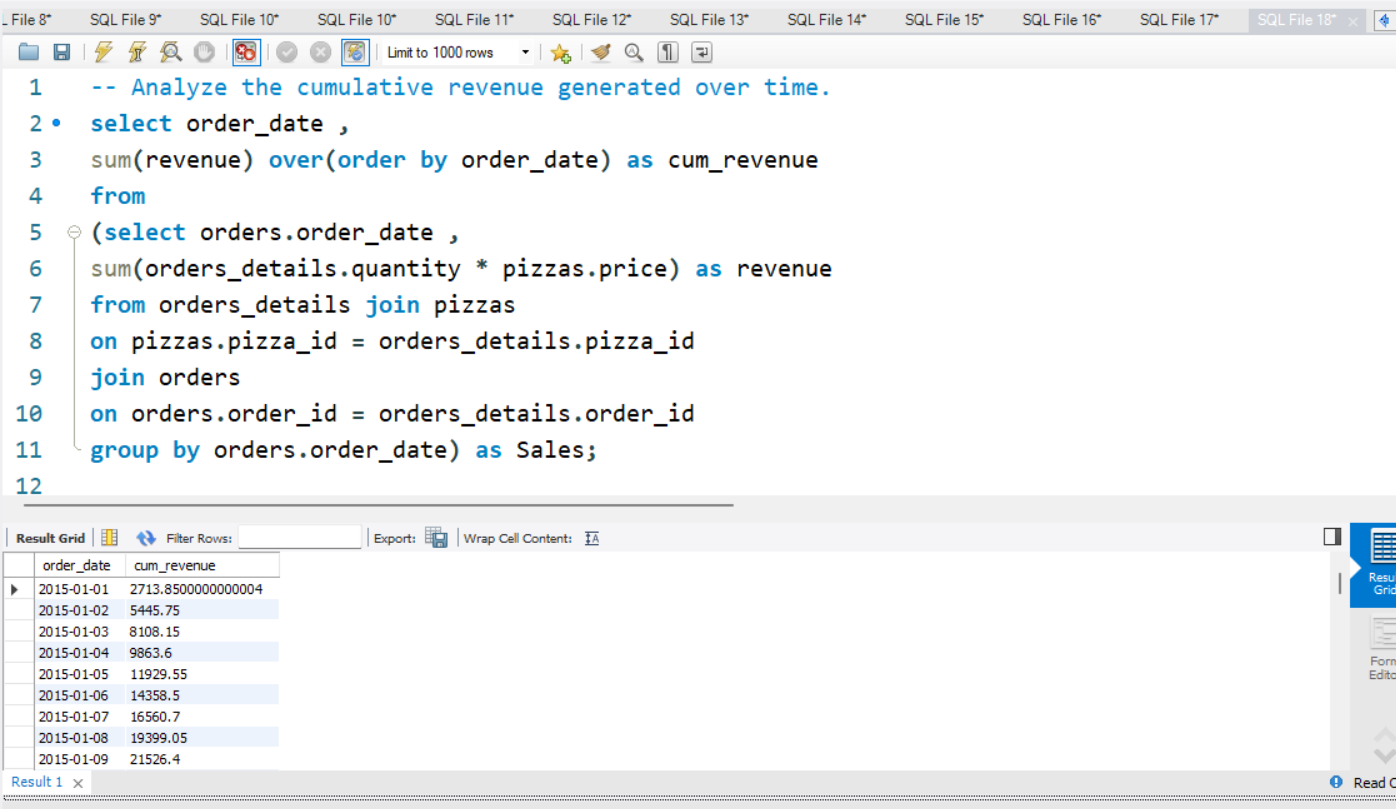 File 8* SQL File 9* SQL File 10* SQL File 10* SQL File 11* SQL File 12* SQL File 13* SQL File 14* SQL File 15* SQL File 16* SQL File 17* SQL File 18*
Limit to 1000 rows
1 -- Analyze the cumulative revenue generated over time.
2 select order_date ,
3 sum(revenue) over(order by order_date) as cum_revenue
4 from
5 (select orders.order_date ,
6 sum(orders_details.quantity * pizzas.price) as revenue
7 from orders_details join pizzas
8 on pizzas.pizza_id = orders_details.pizza_id
9 join orders
10 on orders.order_id = orders_details.order_id
11 group by orders.order_date) as Sales;
12
Result Grid Filter Rows: Export: Wrap Cell Content:
order_date cum_revenue
2015-01-01 2713.8500000000004
2015-01-02 5445.75
2015-01-03 8108.15
2015-01-04 9863.6
2015-01-05 11929.55
2015-01-06 14358.5
2015-01-07 16560.7
2015-01-08 19399.05
2015-01-09 21526.4
Resu
Grid
Form
Edito
Result 1
Read